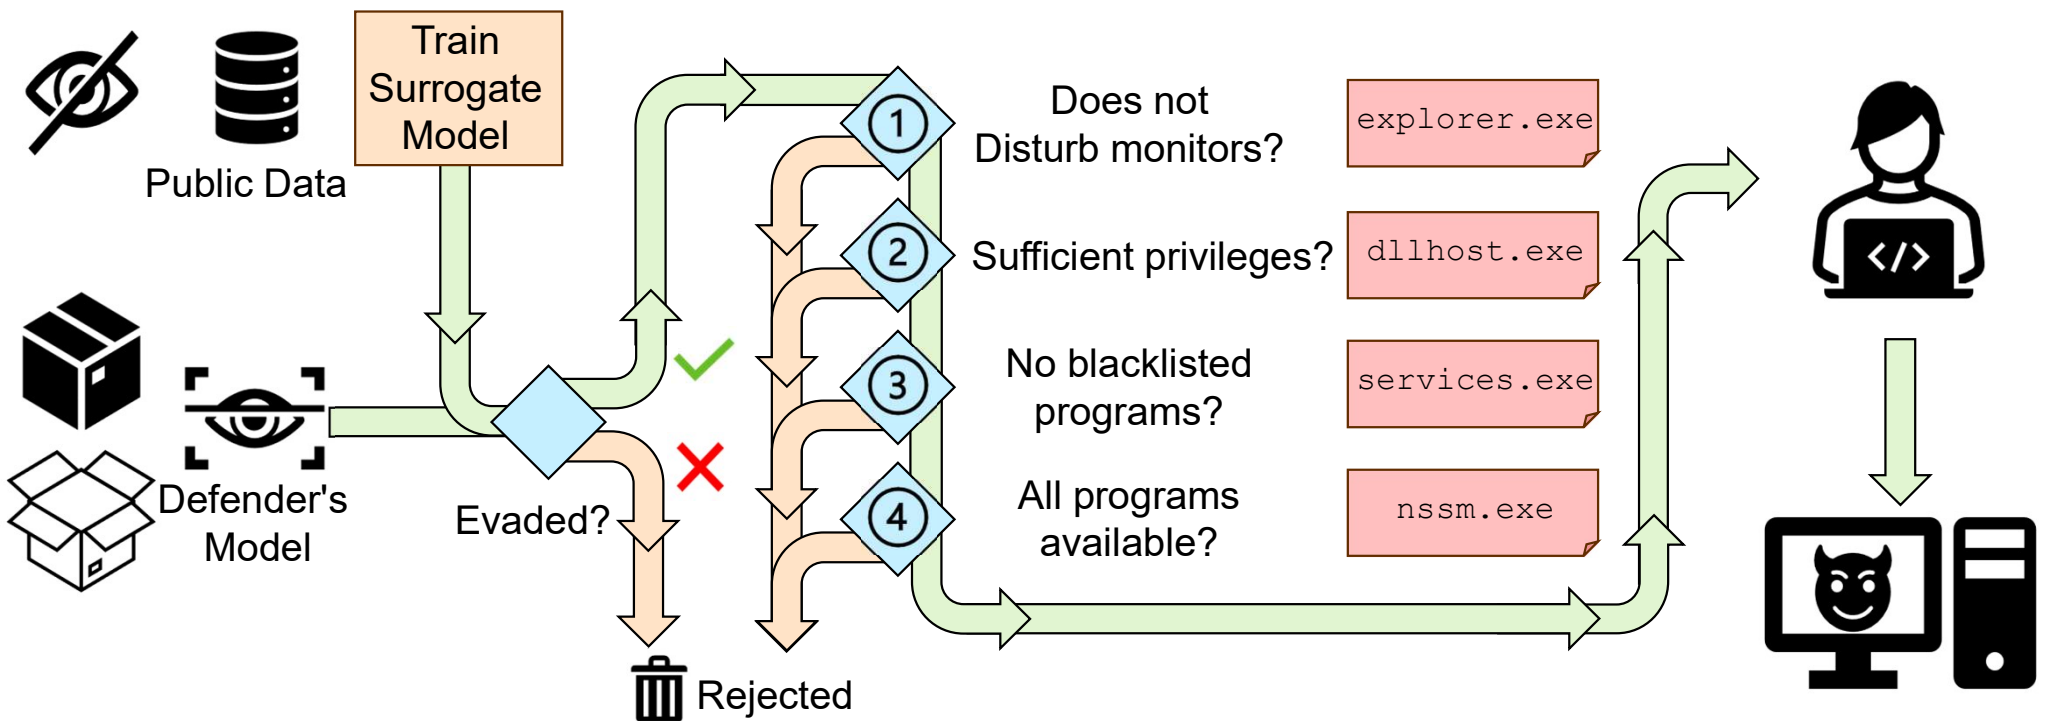 Train
Surrogate
Model
Public Data
Defender's
Model
Evaded?
Rejected
1
Does not
Disturb monitors?
explorer.exe
2
Sufficient privileges?
dllhost.exe
3
No blacklisted
programs?
services.exe
4
All programs
available?
nssm.exe
</>